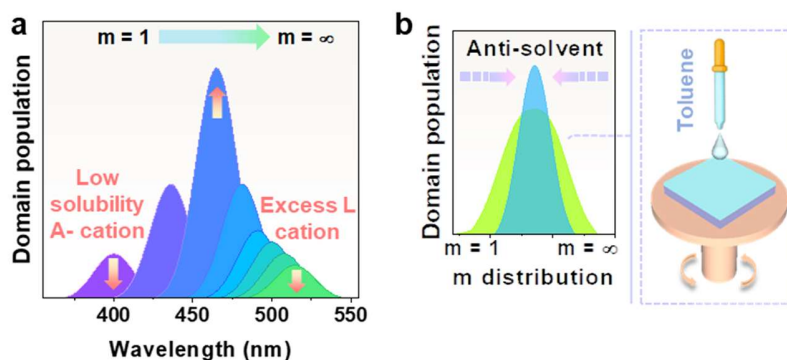 a
m = 1
m = ∞
Domain population
Low
solubility
A- cation
Excess L
cation
400
450
500
550
Wavelength (nm)
b
Anti-solvent
Domain population
m = 1
m = ∞
m distribution
Toluene